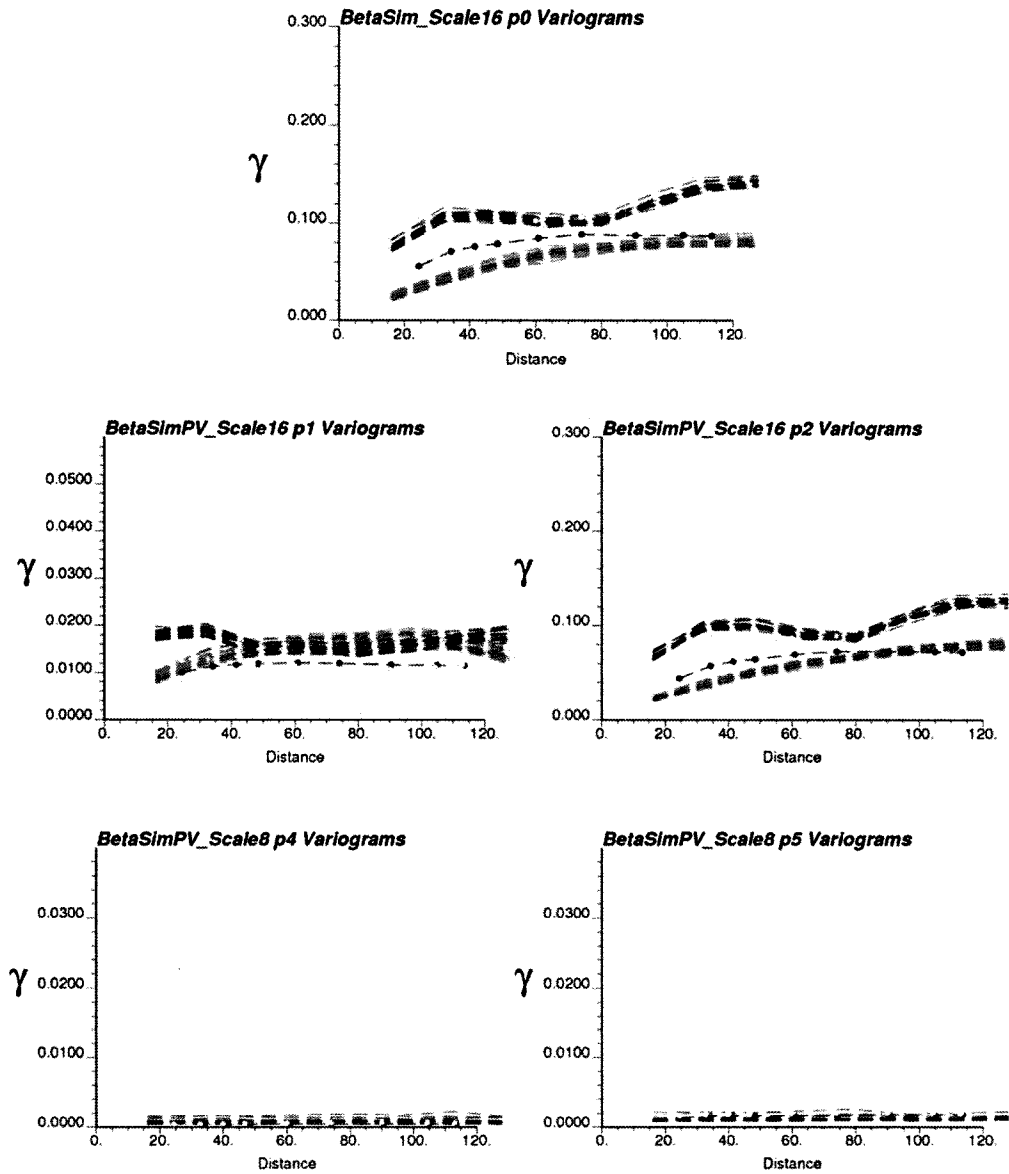 BetaSim_Scale16 p0 Variograms
0.300
0.200
γ
0.100
0.000
0. 20. 40. 60. 80. 100. 120.
Distance
BetaSimPV_Scale16 p1 Variograms
0.0500
0.0400
γ 0.0300
0.0200
0.0100
0.0000
0. 20. 40. 60. 80. 100. 120.
Distance
BetaSimPV_Scale16 p2 Variograms
0.300
0.200
γ
0.100
0.000
0. 20. 40. 60. 80. 100. 120.
Distance
BetaSimPV_Scale8 p4 Variograms
0.0300
γ 0.0200
0.0100
0.0000
0. 20. 40. 60. 80. 100. 120.
Distance
BetaSimPV_Scale8 p5 Variograms
0.0300
γ 0.0200
0.0100
0.0000
0. 20. 40. 60. 80. 100. 120.
Distance